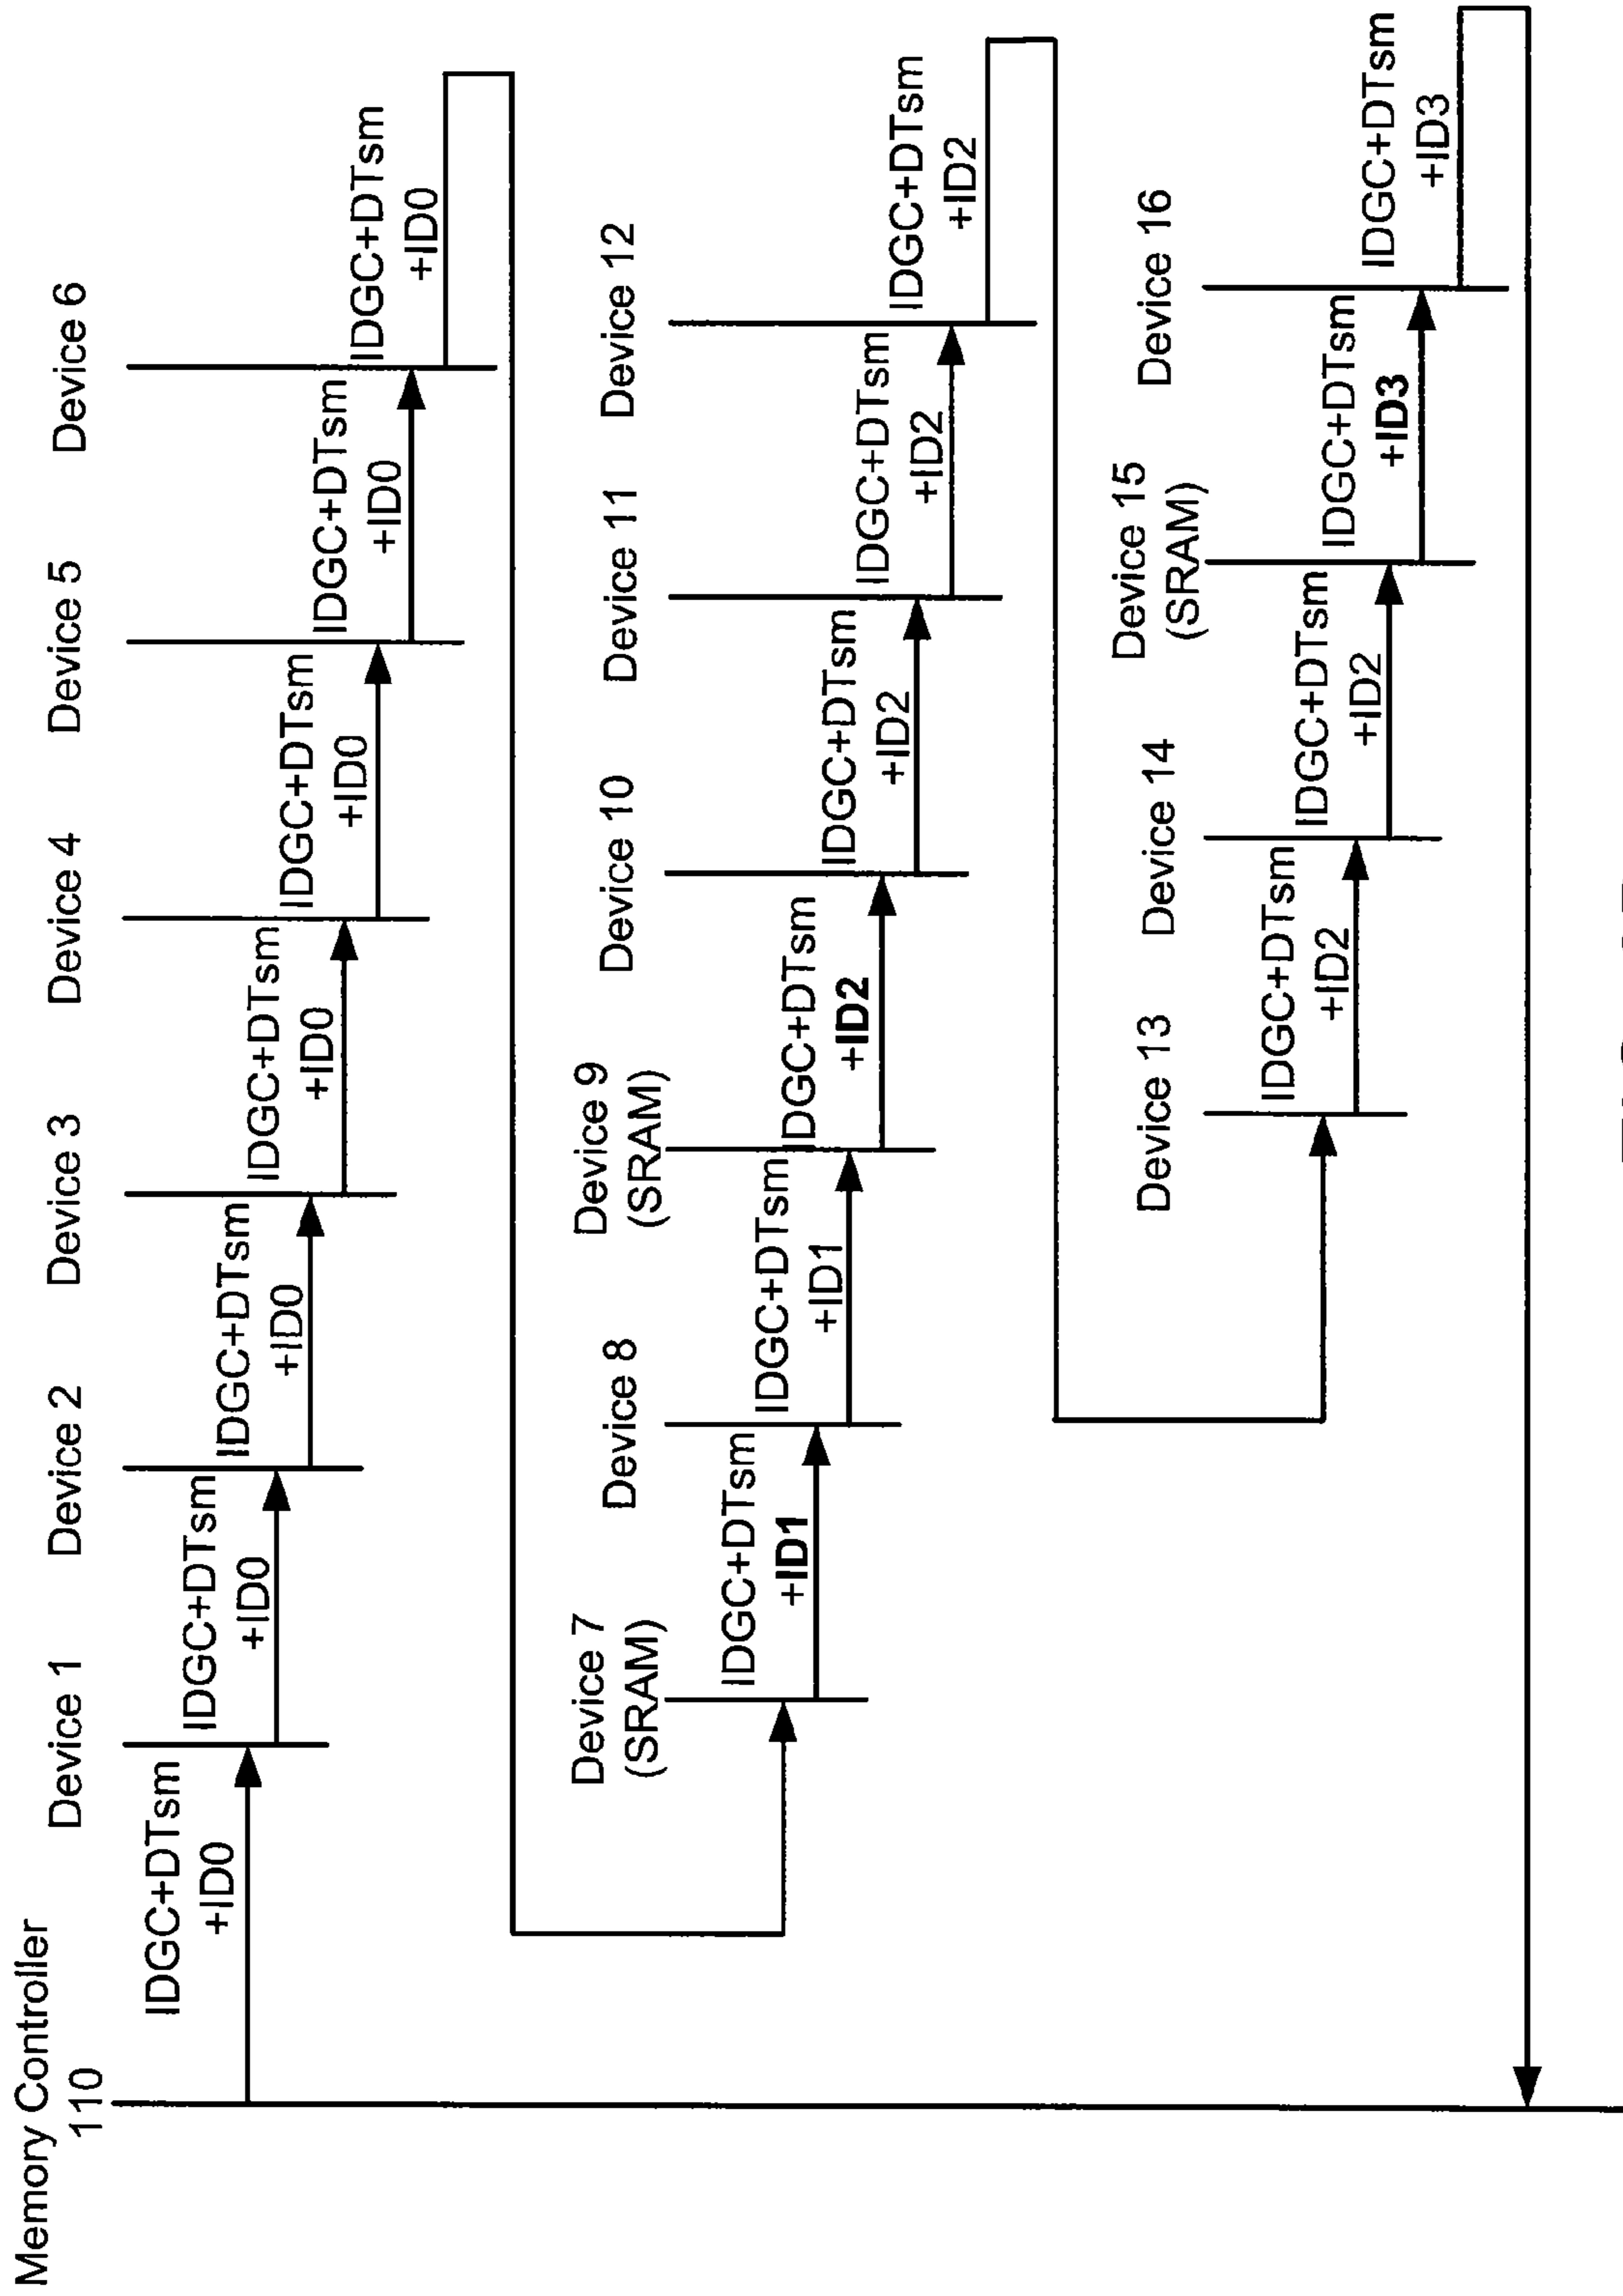 Memory Controller
110
IDGC+DTsm
+ID0
Device 1
IDGC+DTsm
+ID0
Device 2
IDGC+DTsm
+ID0
Device 3
IDGC+DTsm
+ID0
Device 4
IDGC+DTsm
+ID0
Device 5
IDGC+DTsm
+ID0
Device 6
IDGC+DTsm
+ID0
Device 7
(SRAM)
IDGC+DTsm
+ID1
Device 8
IDGC+DTsm
+ID1
Device 9
(SRAM)
IDGC+DTsm
+ID2
Device 10
IDGC+DTsm
+ID2
Device 11
IDGC+DTsm
+ID2
Device 12
IDGC+DTsm
+ID2
Device 13
IDGC+DTsm
+ID2
Device 14
IDGC+DTsm
+ID2
Device 15
(SRAM)
IDGC+DTsm
+ID3
Device 16
IDGC+DTsm
+ID3